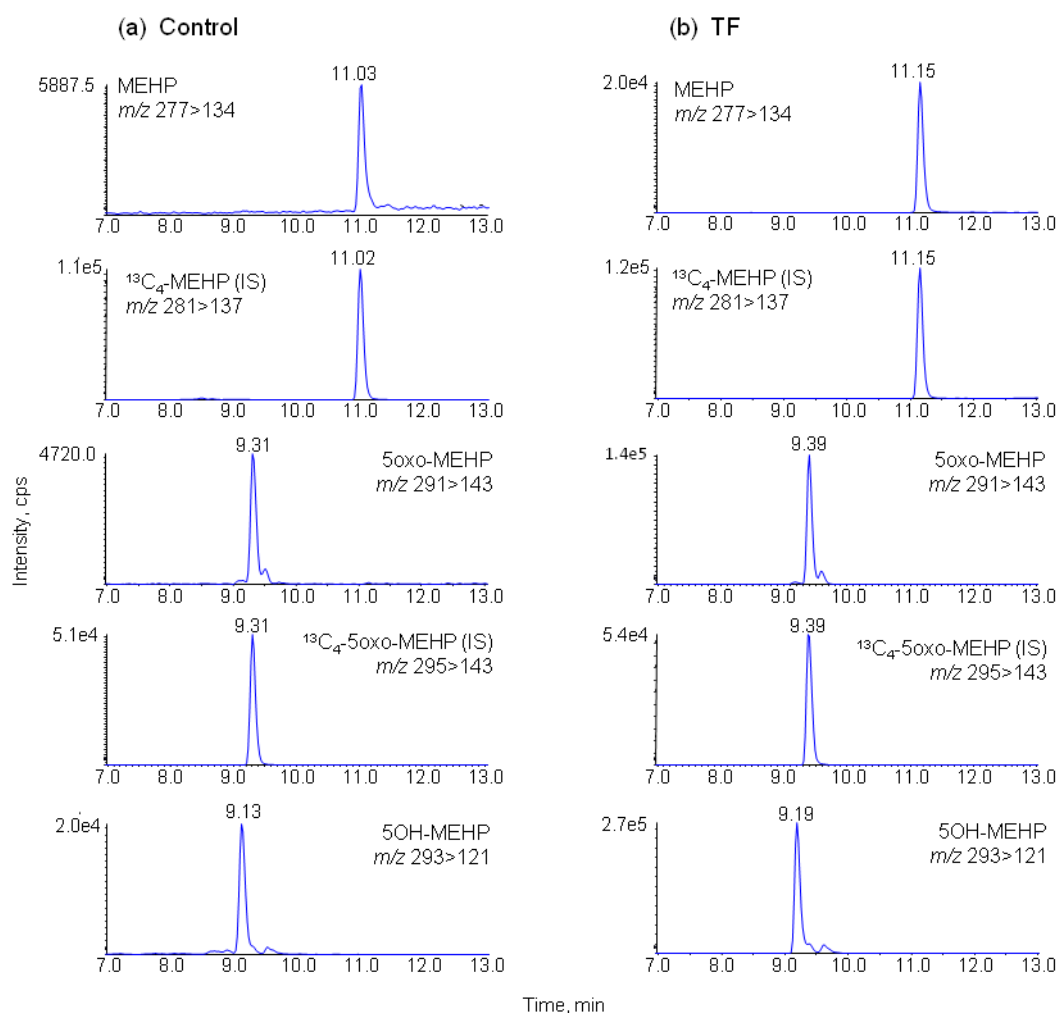 (a) Control
5887.5
MEHP
m/z 277>134
11.03
7.0 8.0 9.0 10.0 11.0 12.0 13.0
1.1e5
¹³C₄-MEHP (IS)
m/z 281>137
11.02
7.0 8.0 9.0 10.0 11.0 12.0 13.0
4720.0
9.31
5oxo-MEHP
m/z 291>143
7.0 8.0 9.0 10.0 11.0 12.0 13.0
5.1e4
9.31
¹³C₄-5oxo-MEHP (IS)
m/z 295>143
7.0 8.0 9.0 10.0 11.0 12.0 13.0
2.0e4
9.13
5OH-MEHP
m/z 293>121
7.0 8.0 9.0 10.0 11.0 12.0 13.0
(b) TF
2.0e4
MEHP
m/z 277>134
11.15
7.0 8.0 9.0 10.0 11.0 12.0 13.0
1.2e5
¹³C₄-MEHP (IS)
m/z 281>137
11.15
7.0 8.0 9.0 10.0 11.0 12.0 13.0
1.4e5
9.39
5oxo-MEHP
m/z 291>143
7.0 8.0 9.0 10.0 11.0 12.0 13.0
5.4e4
9.39
¹³C₄-5oxo-MEHP (IS)
m/z 295>143
7.0 8.0 9.0 10.0 11.0 12.0 13.0
2.7e5
9.19
5OH-MEHP
m/z 293>121
7.0 8.0 9.0 10.0 11.0 12.0 13.0
Intensity, cps
Time, min